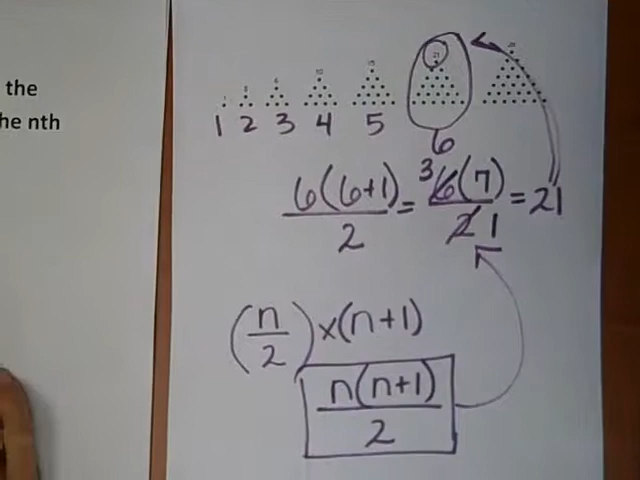 the
he nth
1 2 3 4 5
6
6(6+1)/2 = 3 6(7)/2 1 = 21
(n/2)×(n+1)
n(n+1)/2